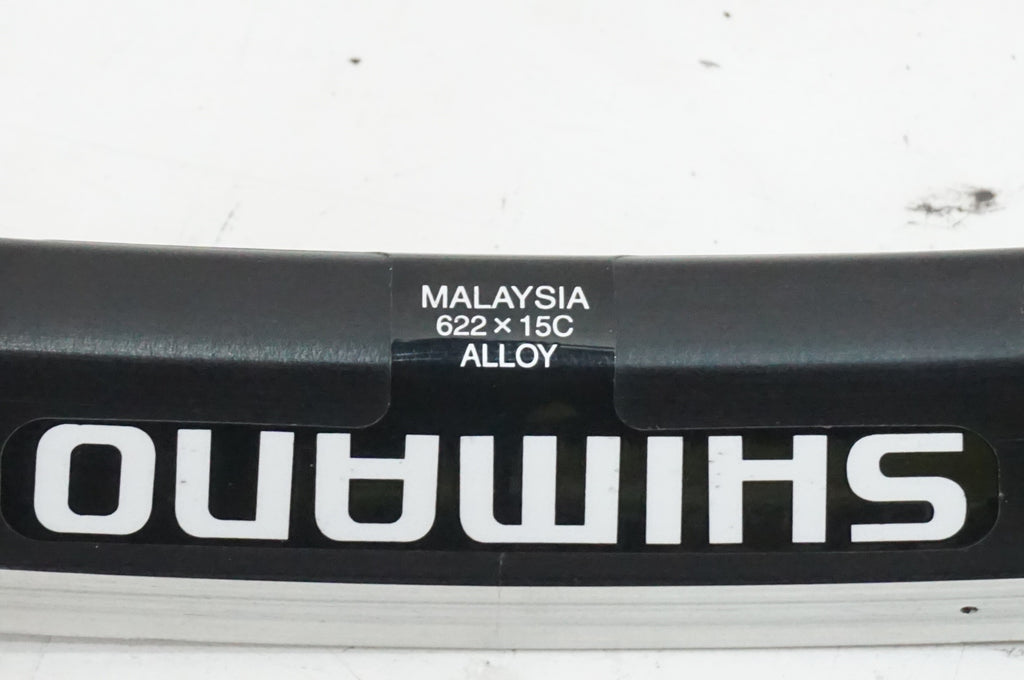 MALAYSIA
622 × 15C
ALLOY
SHIMANO